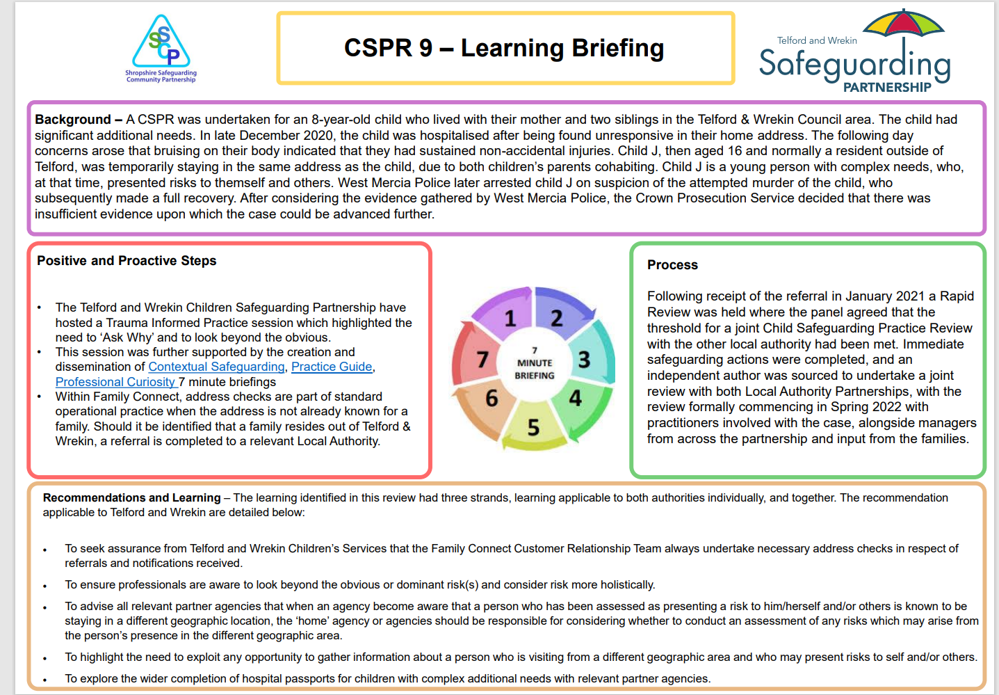 SSCP
Shropshire Safeguarding
Community Partnership
CSPR 9 – Learning Briefing
Telford and Wrekin
Safeguarding
PARTNERSHIP
Background – A CSPR was undertaken for an 8-year-old child who lived with their mother and two siblings in the Telford & Wrekin Council area. The child had
significant additional needs. In late December 2020, the child was hospitalised after being found unresponsive in their home address. The following day
concerns arose that bruising on their body indicated that they had sustained non-accidental injuries. Child J, then aged 16 and normally a resident outside of
Telford, was temporarily staying in the same address as the child, due to both children’s parents cohabiting. Child J is a young person with complex needs, who,
at that time, presented risks to themself and others. West Mercia Police later arrested child J on suspicion of the attempted murder of the child, who
subsequently made a full recovery. After considering the evidence gathered by West Mercia Police, the Crown Prosecution Service decided that there was
insufficient evidence upon which the case could be advanced further.
Positive and Proactive Steps
• The Telford and Wrekin Children Safeguarding Partnership have
hosted a Trauma Informed Practice session which highlighted the
need to ‘Ask Why’ and to look beyond the obvious.
• This session was further supported by the creation and
dissemination of Contextual Safeguarding, Practice Guide,
Professional Curiosity 7 minute briefings
• Within Family Connect, address checks are part of standard
operational practice when the address is not already known for a
family. Should it be identified that a family resides out of Telford &
Wrekin, a referral is completed to a relevant Local Authority.
1
2
3
4
5
6
7
7
MINUTE
BRIEFING
Process
Following receipt of the referral in January 2021 a Rapid
Review was held where the panel agreed that the
threshold for a joint Child Safeguarding Practice Review
with the other local authority had been met. Immediate
safeguarding actions were completed, and an
independent author was sourced to undertake a joint
review with both Local Authority Partnerships, with the
review formally commencing in Spring 2022 with
practitioners involved with the case, alongside managers
from across the partnership and input from the families.
Recommendations and Learning – The learning identified in this review had three strands, learning applicable to both authorities individually, and together. The recommendation
applicable to Telford and Wrekin are detailed below:
• To seek assurance from Telford and Wrekin Children’s Services that the Family Connect Customer Relationship Team always undertake necessary address checks in respect of
referrals and notifications received.
• To ensure professionals are aware to look beyond the obvious or dominant risk(s) and consider risk more holistically.
• To advise all relevant partner agencies that when an agency become aware that a person who has been assessed as presenting a risk to him/herself and/or others is known to be
staying in a different geographic location, the ‘home’ agency or agencies should be responsible for considering whether to conduct an assessment of any risks which may arise from
the person’s presence in the different geographic area.
• To highlight the need to exploit any opportunity to gather information about a person who is visiting from a different geographic area and who may present risks to self and/or others.
• To explore the wider completion of hospital passports for children with complex additional needs with relevant partner agencies.